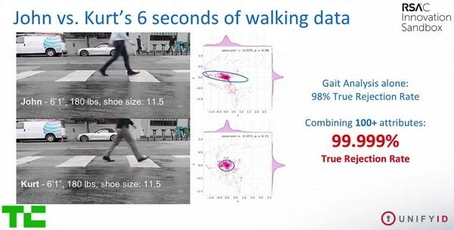 John vs. Kurt's 6 seconds of walking data
RSAC
Innovation
Sandbox
John - 6'1", 180 lbs, shoe size: 11.5
Kurt - 6'1", 180 lbs, shoe size: 11.5
Gait Analysis alone:
98% True Rejection Rate
Combining 100+ attributes:
99.999%
True Rejection Rate
TC
UNIFYID